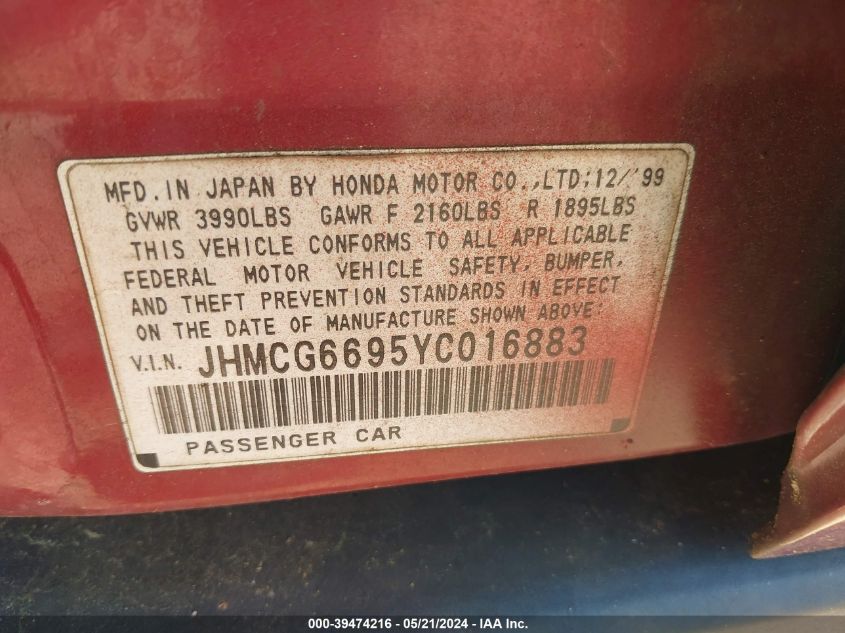 MFD. IN JAPAN BY HONDA MOTOR CO.,LTD; 12/'99
GVWR 3990LBS GAWR F 2160LBS R 1895LBS
THIS VEHICLE CONFORMS TO ALL APPLICABLE
FEDERAL MOTOR VEHICLE SAFETY, BUMPER,
AND THEFT PREVENTION STANDARDS IN EFFECT
ON THE DATE OF MANUFACTURE SHOWN ABOVE:
V.I.N. JHMCG6695YC016883
PASSENGER CAR
000-39474216 - 05/21/2024 - IAA Inc.